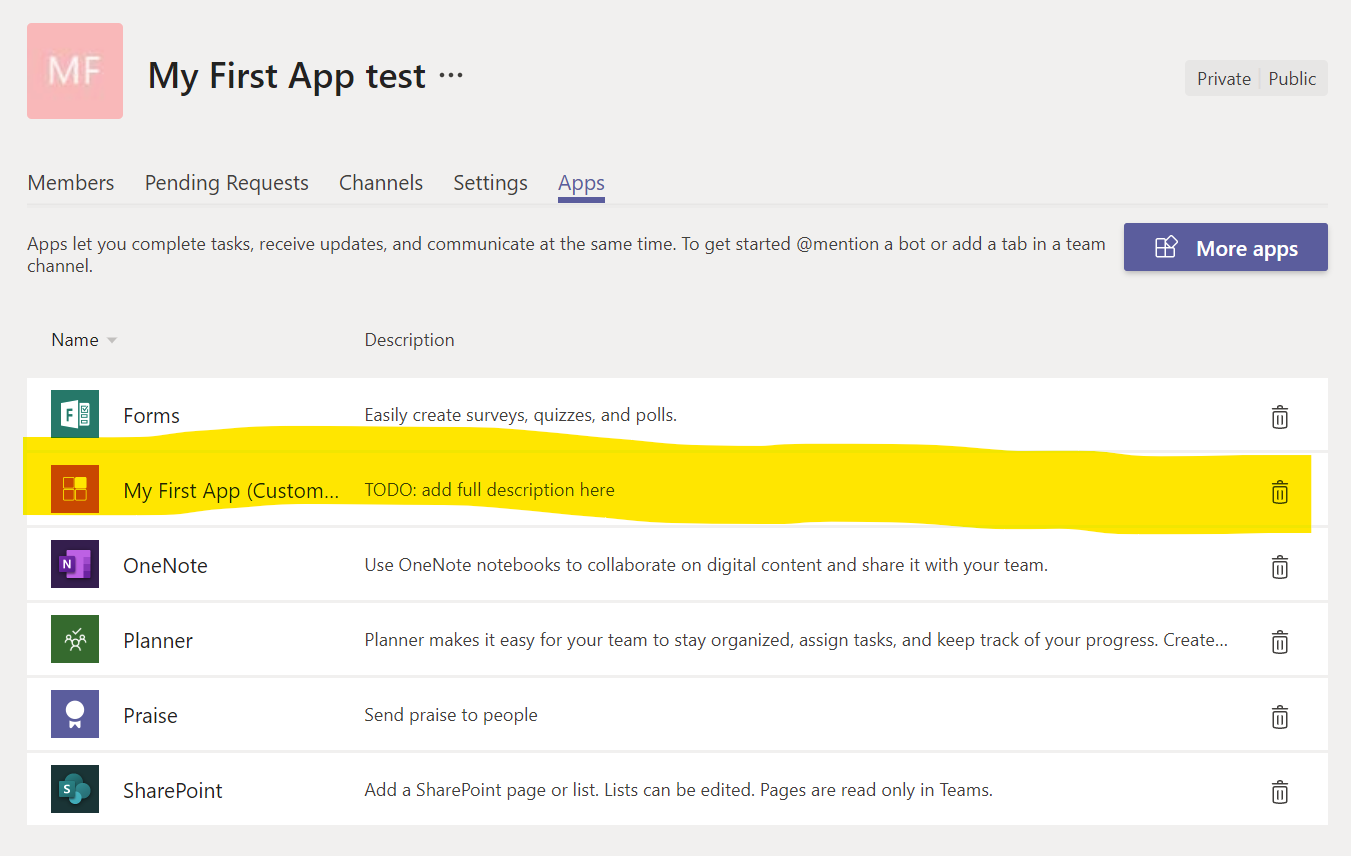 MF
My First App test ...
Private Public
Members Pending Requests Channels Settings Apps
Apps let you complete tasks, receive updates, and communicate at the same time. To get started @mention a bot or add a tab in a team
channel.
More apps
Name Description
F Forms Easily create surveys, quizzes, and polls.
My First App (Custom... TODO: add full description here
N OneNote Use OneNote notebooks to collaborate on digital content and share it with your team.
Planner Planner makes it easy for your team to stay organized, assign tasks, and keep track of your progress. Create...
Praise Send praise to people
S SharePoint Add a SharePoint page or list. Lists can be edited. Pages are read only in Teams.